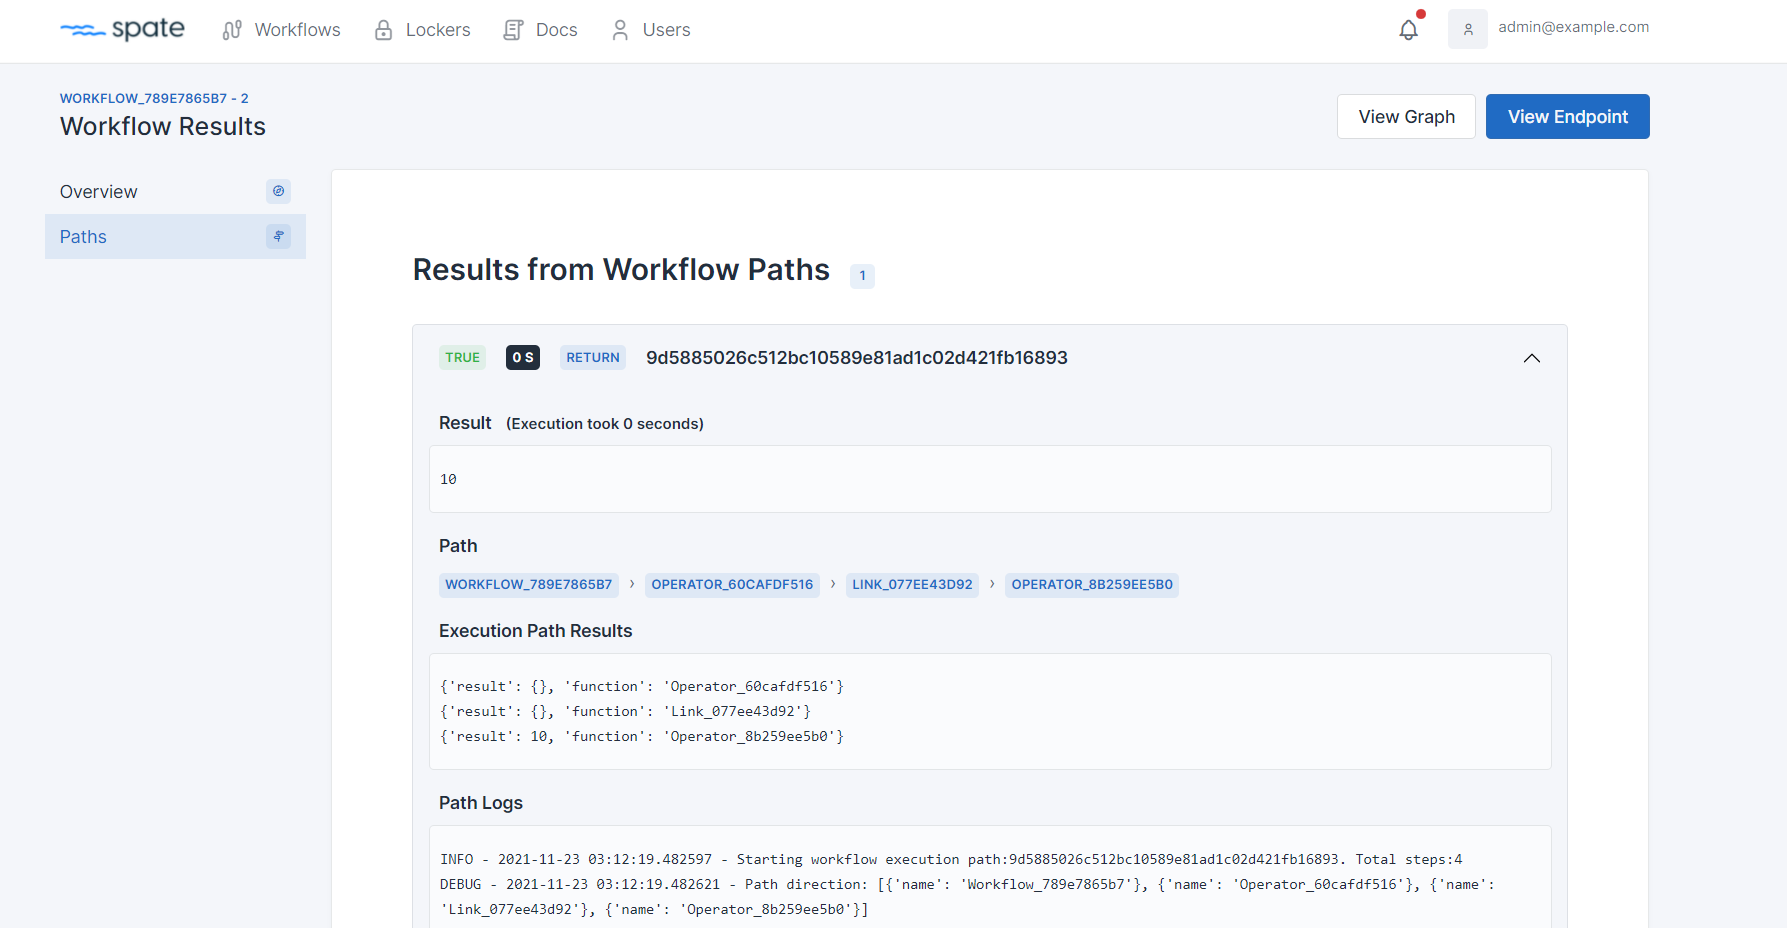 spate Workflows Lockers Docs Users admin@example.com
WORKFLOW_789E7865B7 - 2
Workflow Results
View Graph View Endpoint
Overview
Paths
Results from Workflow Paths 1
TRUE 0 S RETURN 9d5885026c512bc10589e81ad1c02d421fb16893
Result (Execution took 0 seconds)
10
Path
WORKFLOW_789E7865B7 › OPERATOR_60CAFDF516 › LINK_077EE43D92 › OPERATOR_8B259EE5B0
Execution Path Results
{'result': {}, 'function': 'Operator_60cafdf516'}
{'result': {}, 'function': 'Link_077ee43d92'}
{'result': 10, 'function': 'Operator_8b259ee5b0'}
Path Logs
INFO - 2021-11-23 03:12:19.482597 - Starting workflow execution path:9d5885026c512bc10589e81ad1c02d421fb16893. Total steps:4
DEBUG - 2021-11-23 03:12:19.482621 - Path direction: [{'name': 'Workflow_789e7865b7'}, {'name': 'Operator_60cafdf516'}, {'name':
'Link_077ee43d92'}, {'name': 'Operator_8b259ee5b0'}]